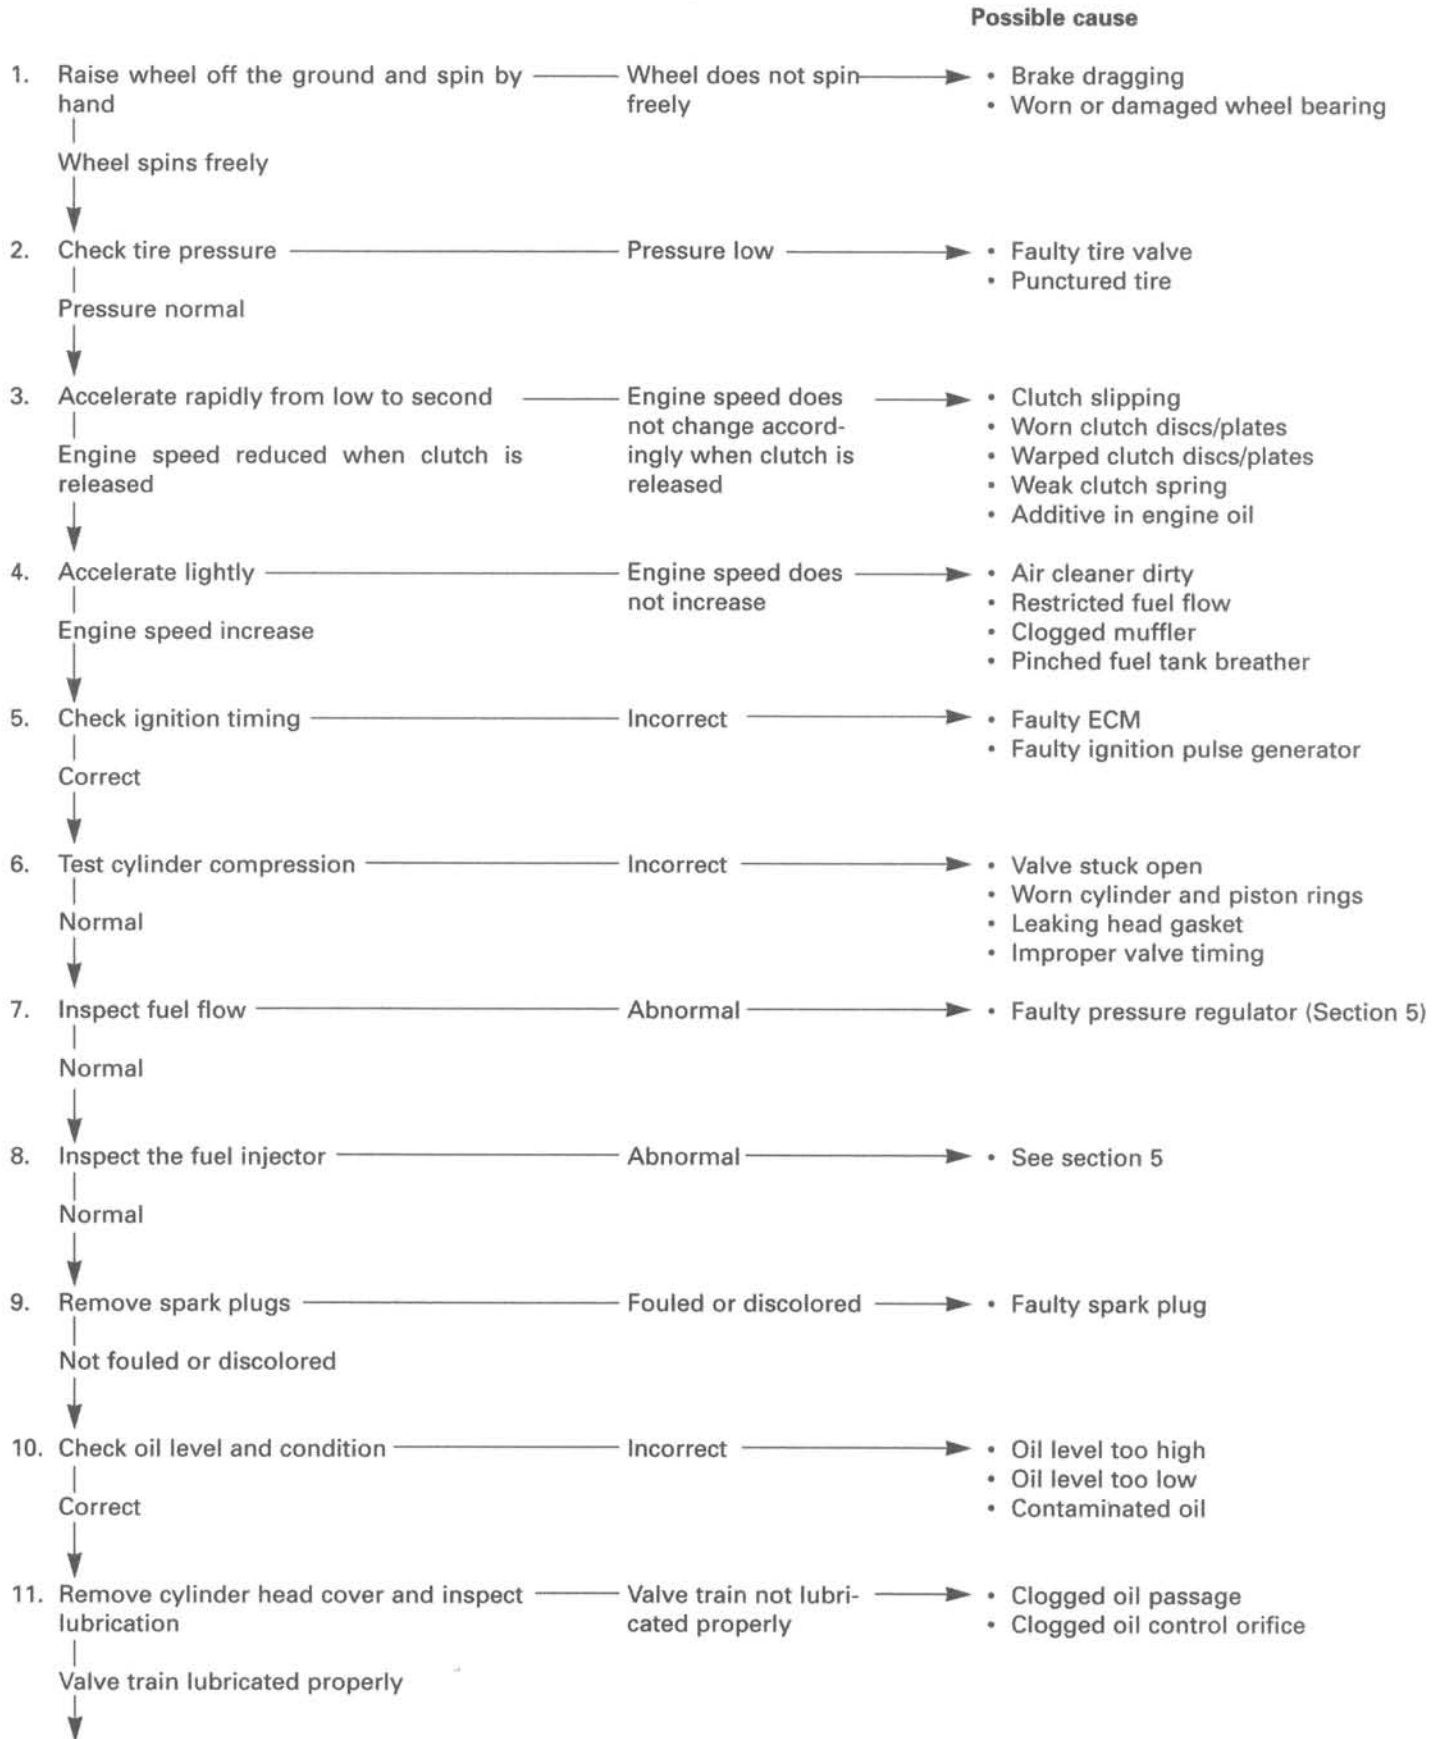 Possible cause
1. Raise wheel off the ground and spin by Wheel does not spin • Brake dragging
hand freely • Worn or damaged wheel bearing
Wheel spins freely
2. Check tire pressure Pressure low • Faulty tire valve
• Punctured tire
Pressure normal
3. Accelerate rapidly from low to second Engine speed does • Clutch slipping
not change accord- • Worn clutch discs/plates
Engine speed reduced when clutch is ingly when clutch is • Warped clutch discs/plates
released released • Weak clutch spring
• Additive in engine oil
4. Accelerate lightly Engine speed does • Air cleaner dirty
not increase • Restricted fuel flow
Engine speed increase • Clogged muffler
• Pinched fuel tank breather
5. Check ignition timing Incorrect • Faulty ECM
• Faulty ignition pulse generator
Correct
6. Test cylinder compression Incorrect • Valve stuck open
• Worn cylinder and piston rings
Normal • Leaking head gasket
• Improper valve timing
7. Inspect fuel flow Abnormal • Faulty pressure regulator (Section 5)
Normal
8. Inspect the fuel injector Abnormal • See section 5
Normal
9. Remove spark plugs Fouled or discolored • Faulty spark plug
Not fouled or discolored
10. Check oil level and condition Incorrect • Oil level too high
• Oil level too low
Correct • Contaminated oil
11. Remove cylinder head cover and inspect Valve train not lubri- • Clogged oil passage
lubrication cated properly • Clogged oil control orifice
Valve train lubricated properly